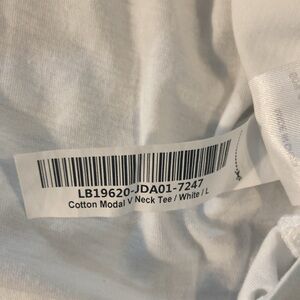 LB19620-JDA01-7247
Cotton Modal V Neck Tee / White / L